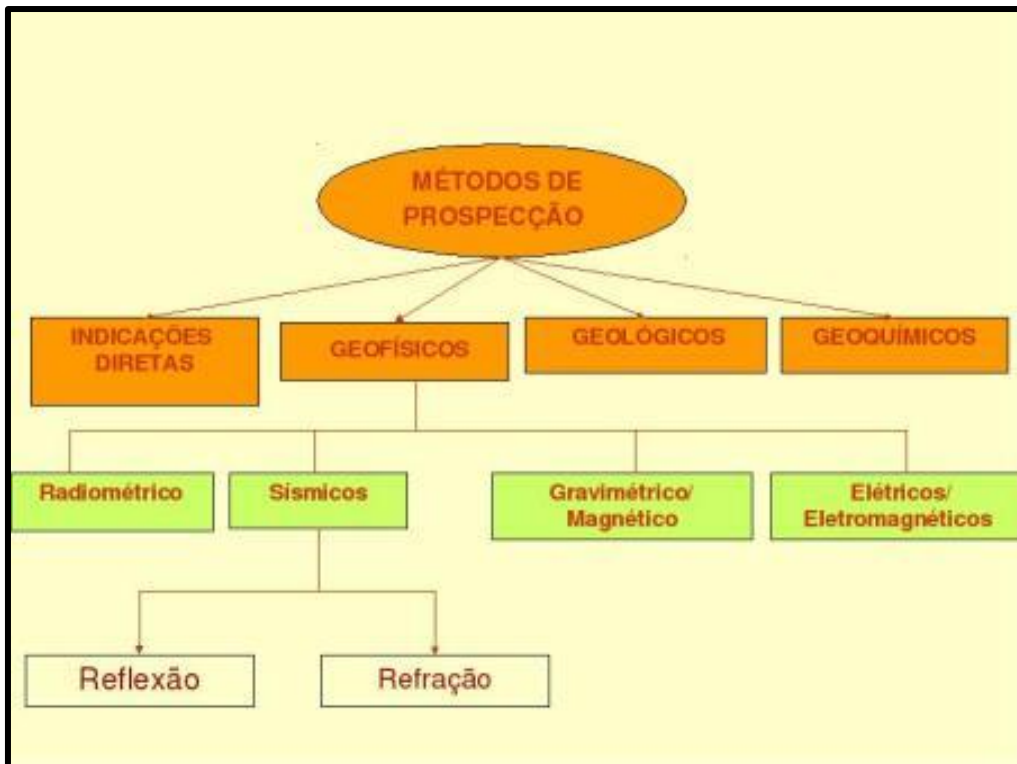 MÉTODOS DE
PROSPECÇÃO
INDICAÇÕES
DIRETAS
GEOFÍSICOS
GEOLÓGICOS
GEOQUÍMICOS
Radiométrico
Sísmicos
Gravimétrico/
Magnético
Elétricos/
Eletromagnéticos
Reflexão
Refração